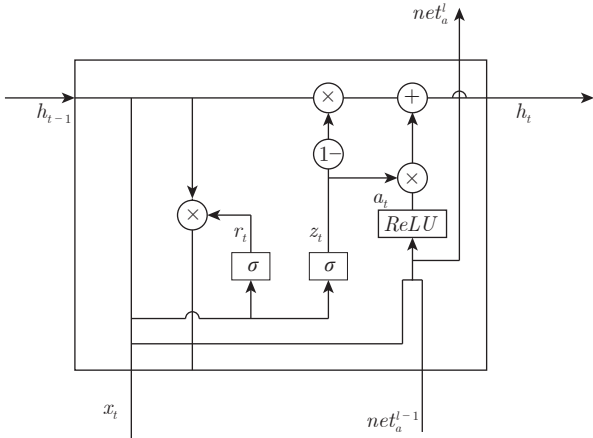 net_a^l
× +
h_{t-1} h_t
1−
×
a_t
×
r_t z_t ReLU
σ σ
x_t net_a^{l-1}